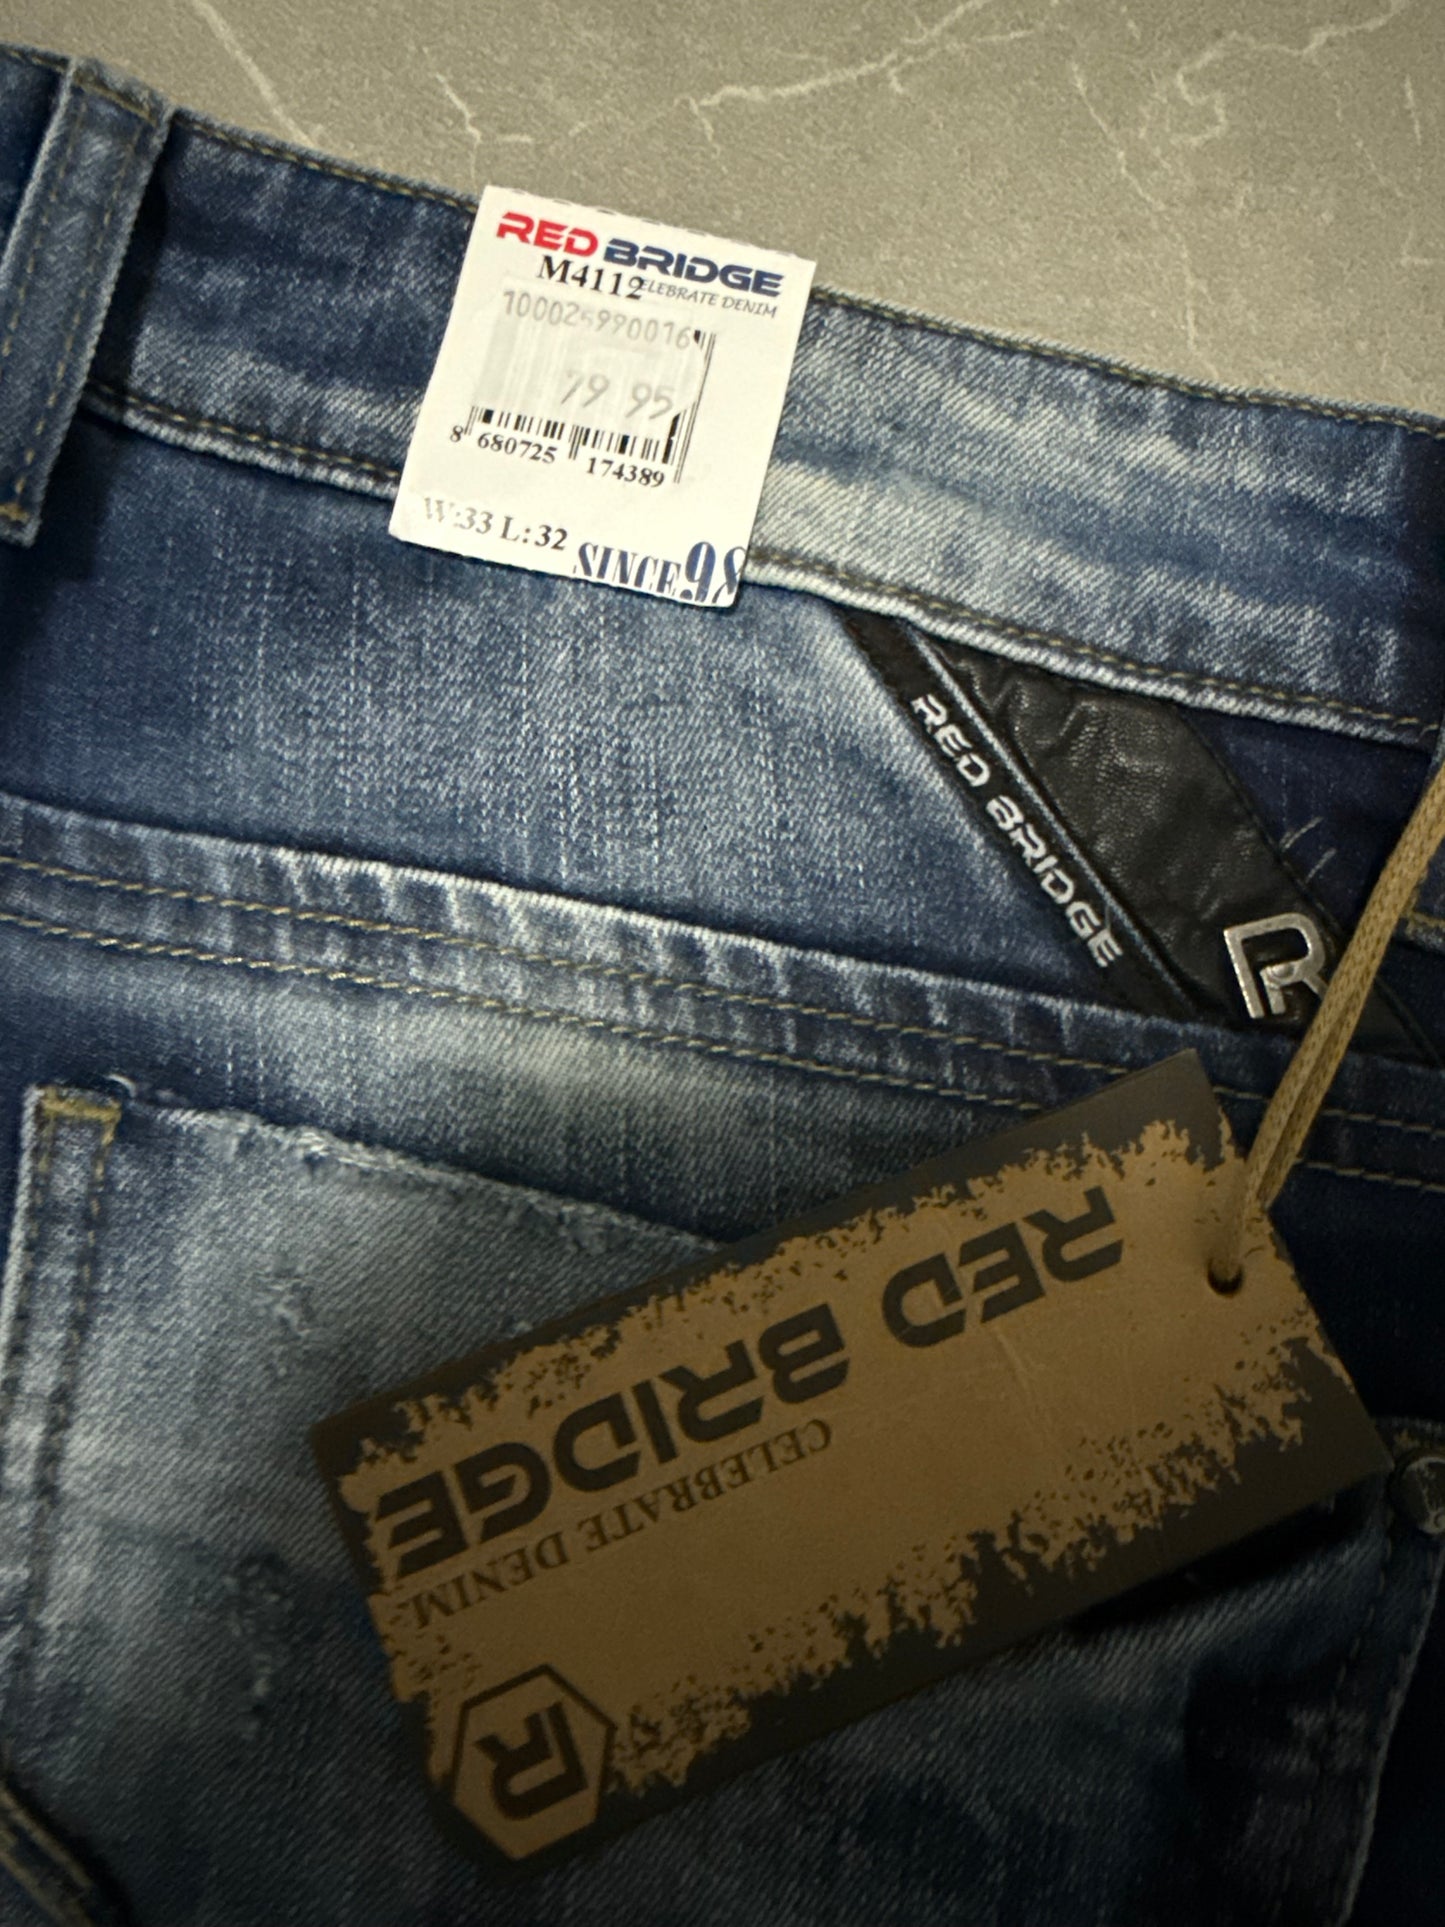 RED BRIDGE
M4112
CELEBRATE DENIM
79 95
8 680725 174389
W:33 L:32
SINCE 98
RED BRIDGE
R
RED BRIDGE
CELEBRATE DENIM
R